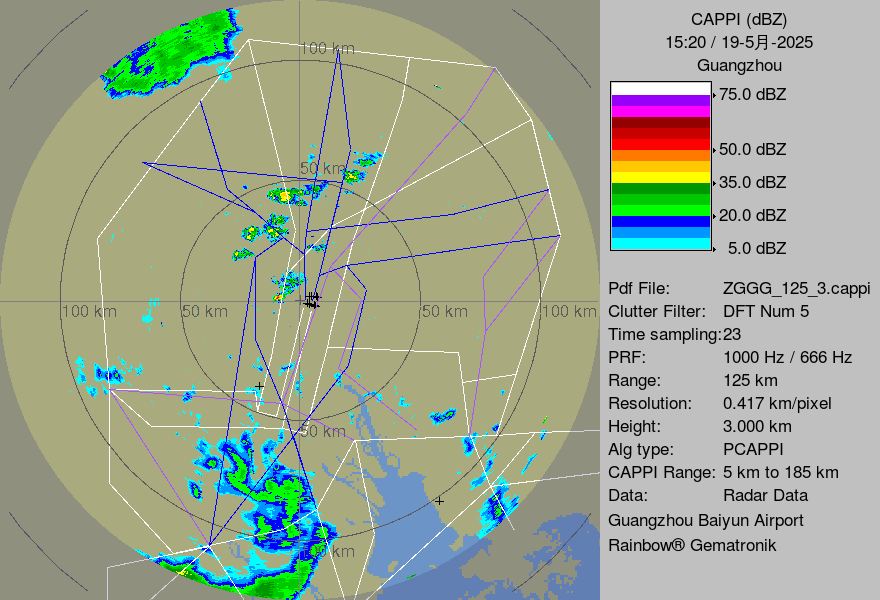 CAPPI (dBZ)
15:20 / 19-5月-2025
Guangzhou
75.0 dBZ
50.0 dBZ
35.0 dBZ
20.0 dBZ
5.0 dBZ
Pdf File: ZGGG_125_3.cappi
Clutter Filter: DFT Num 5
Time sampling:23
PRF: 1000 Hz / 666 Hz
Range: 125 km
Resolution: 0.417 km/pixel
Height: 3.000 km
Alg type: PCAPPI
CAPPI Range: 5 km to 185 km
Data: Radar Data
Guangzhou Baiyun Airport
Rainbow® Gematronik
100 km
50 km
100 km 50 km 50 km 100 km
50 km
100 km